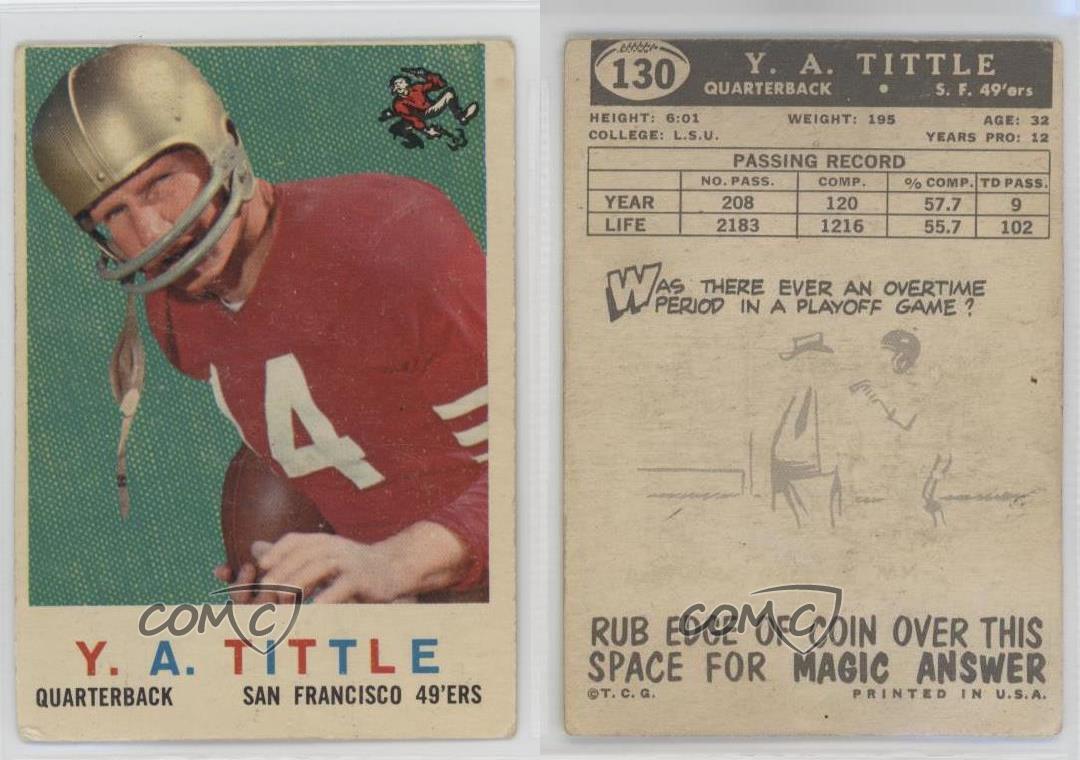 4
COMC
Y. A. TITTLE
QUARTERBACK SAN FRANCISCO 49'ERS
130
Y. A. TITTLE
QUARTERBACK • S. F. 49'ers
HEIGHT: 6:01 WEIGHT: 195 AGE: 32
COLLEGE: L.S.U. YEARS PRO: 12
PASSING RECORD
NO. PASS. COMP. % COMP. TD PASS.
YEAR 208 120 57.7 9
LIFE 2183 1216 55.7 102
WAS THERE EVER AN OVERTIME
PERIOD IN A PLAYOFF GAME?
COMC
RUB EDGE OF COIN OVER THIS
SPACE FOR MAGIC ANSWER
©T.C.G. PRINTED IN U.S.A.